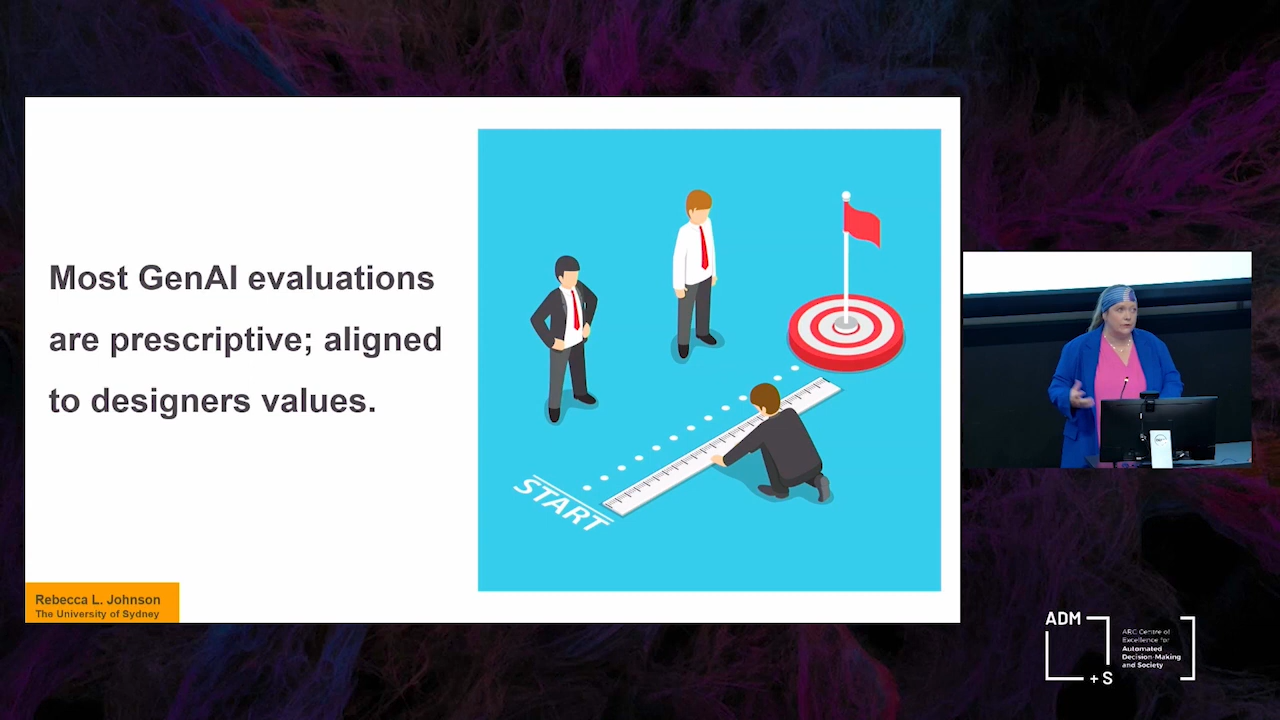 Most GenAI evaluations
are prescriptive; aligned
to designers values.
START
Rebecca L. Johnson
The University of Sydney
ADM
+ S
ARC Centre of
Excellence for
Automated
Decision-Making
and Society